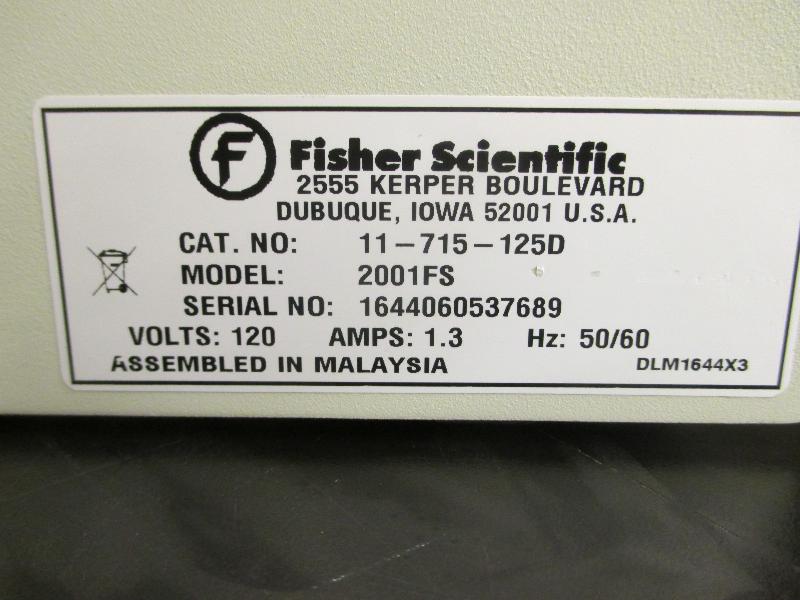 F Fisher Scientific
2555 KERPER BOULEVARD
DUBUQUE, IOWA 52001 U.S.A.
CAT. NO: 11-715-125D
MODEL: 2001FS
SERIAL NO: 1644060537689
VOLTS: 120 AMPS: 1.3 Hz: 50/60
ASSEMBLED IN MALAYSIA DLM1644X3